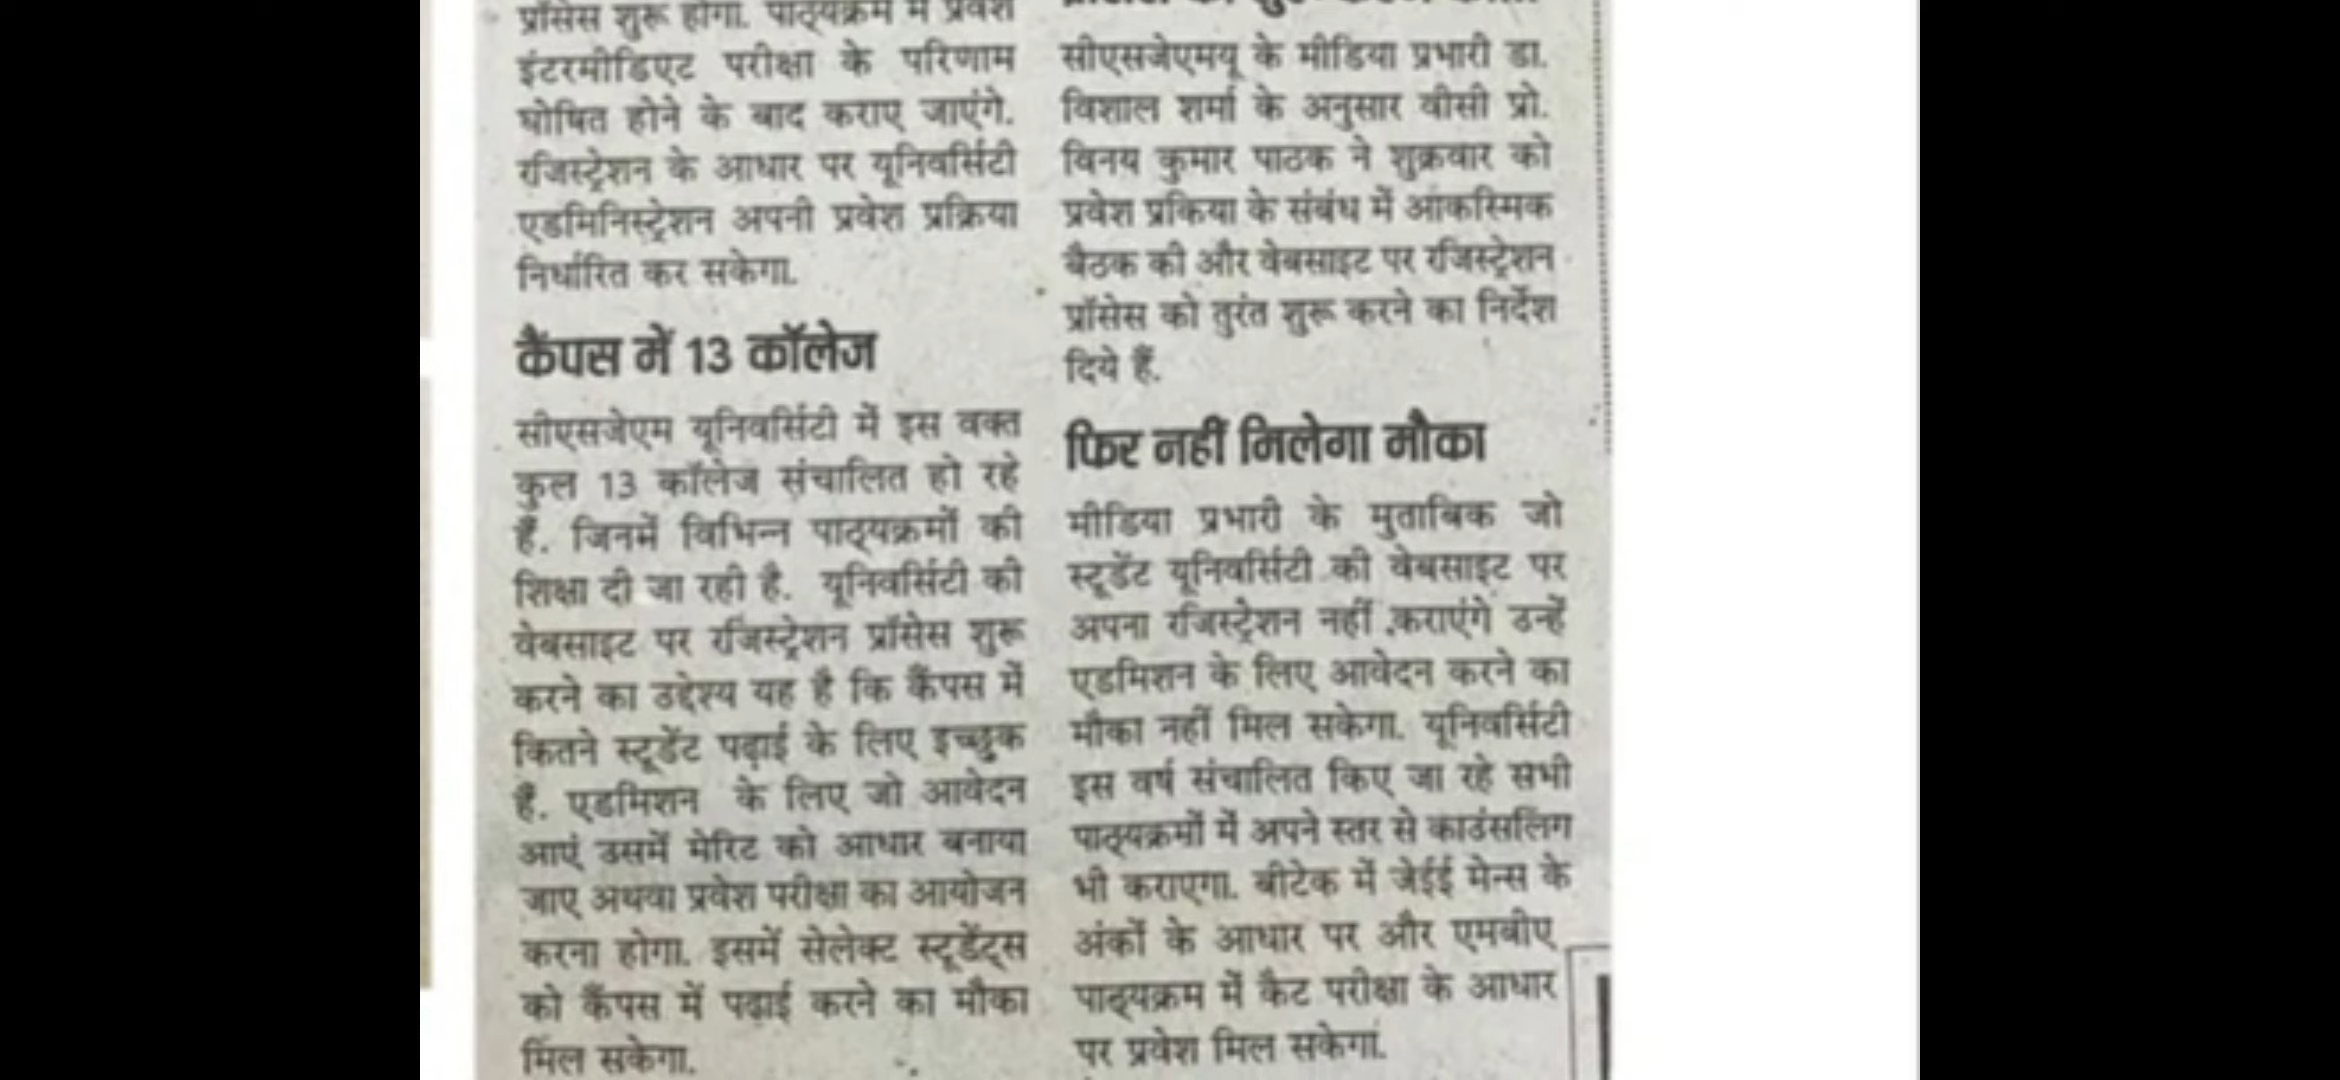 प्रॉसेस शुरू होगा. पाठ्यक्रम में प्रवेश
इंटरमीडिएट परीक्षा के परिणाम
घोषित होने के बाद कराए जाएंगे.
रजिस्ट्रेशन के आधार पर यूनिवर्सिटी
एडमिनिस्ट्रेशन अपनी प्रवेश प्रक्रिया
निर्धारित कर सकेगा.
कैंपस में 13 कॉलेज
सीएसजेएम यूनिवर्सिटी में इस वक्त
कुल 13 कॉलेज संचालित हो रहे
हैं. जिनमें विभिन्न पाठ्यक्रमों की
शिक्षा दी जा रही है. यूनिवर्सिटी की
वेबसाइट पर रजिस्ट्रेशन प्रॉसेस शुरू
करने का उद्देश्य यह है कि कैंपस में
कितने स्टूडेंट पढ़ाई के लिए इच्छुक
हैं. एडमिशन के लिए जो आवेदन
आएं उसमें मेरिट को आधार बनाया
जाए अथवा प्रवेश परीक्षा का आयोजन
करना होगा. इसमें सेलेक्ट स्टूडेंट्स
को कैंपस में पढ़ाई करने का मौका
मिल सकेगा.
सीएसजेएमयू के मीडिया प्रभारी डा.
विशाल शर्मा के अनुसार वीसी प्रो.
विनय कुमार पाठक ने शुक्रवार को
प्रवेश प्रकिया के संबंध में आकस्मिक
बैठक की और वेबसाइट पर रजिस्ट्रेशन
प्रॉसेस को तुरंत शुरू करने का निर्देश
दिये हैं.
फिर नहीं मिलेगा मौका
मीडिया प्रभारी के मुताबिक जो
स्टूडेंट यूनिवर्सिटी की वेबसाइट पर
अपना रजिस्ट्रेशन नहीं कराएंगे उन्हें
एडमिशन के लिए आवेदन करने का
मौका नहीं मिल सकेगा. यूनिवर्सिटी
इस वर्ष संचालित किए जा रहे सभी
पाठ्यक्रमों में अपने स्तर से काउंसलिंग
भी कराएगा. बीटेक में जेईई मेन्स के
अंकों के आधार पर और एमबीए
पाठ्यक्रम में कैट परीक्षा के आधार
पर प्रवेश मिल सकेगा.